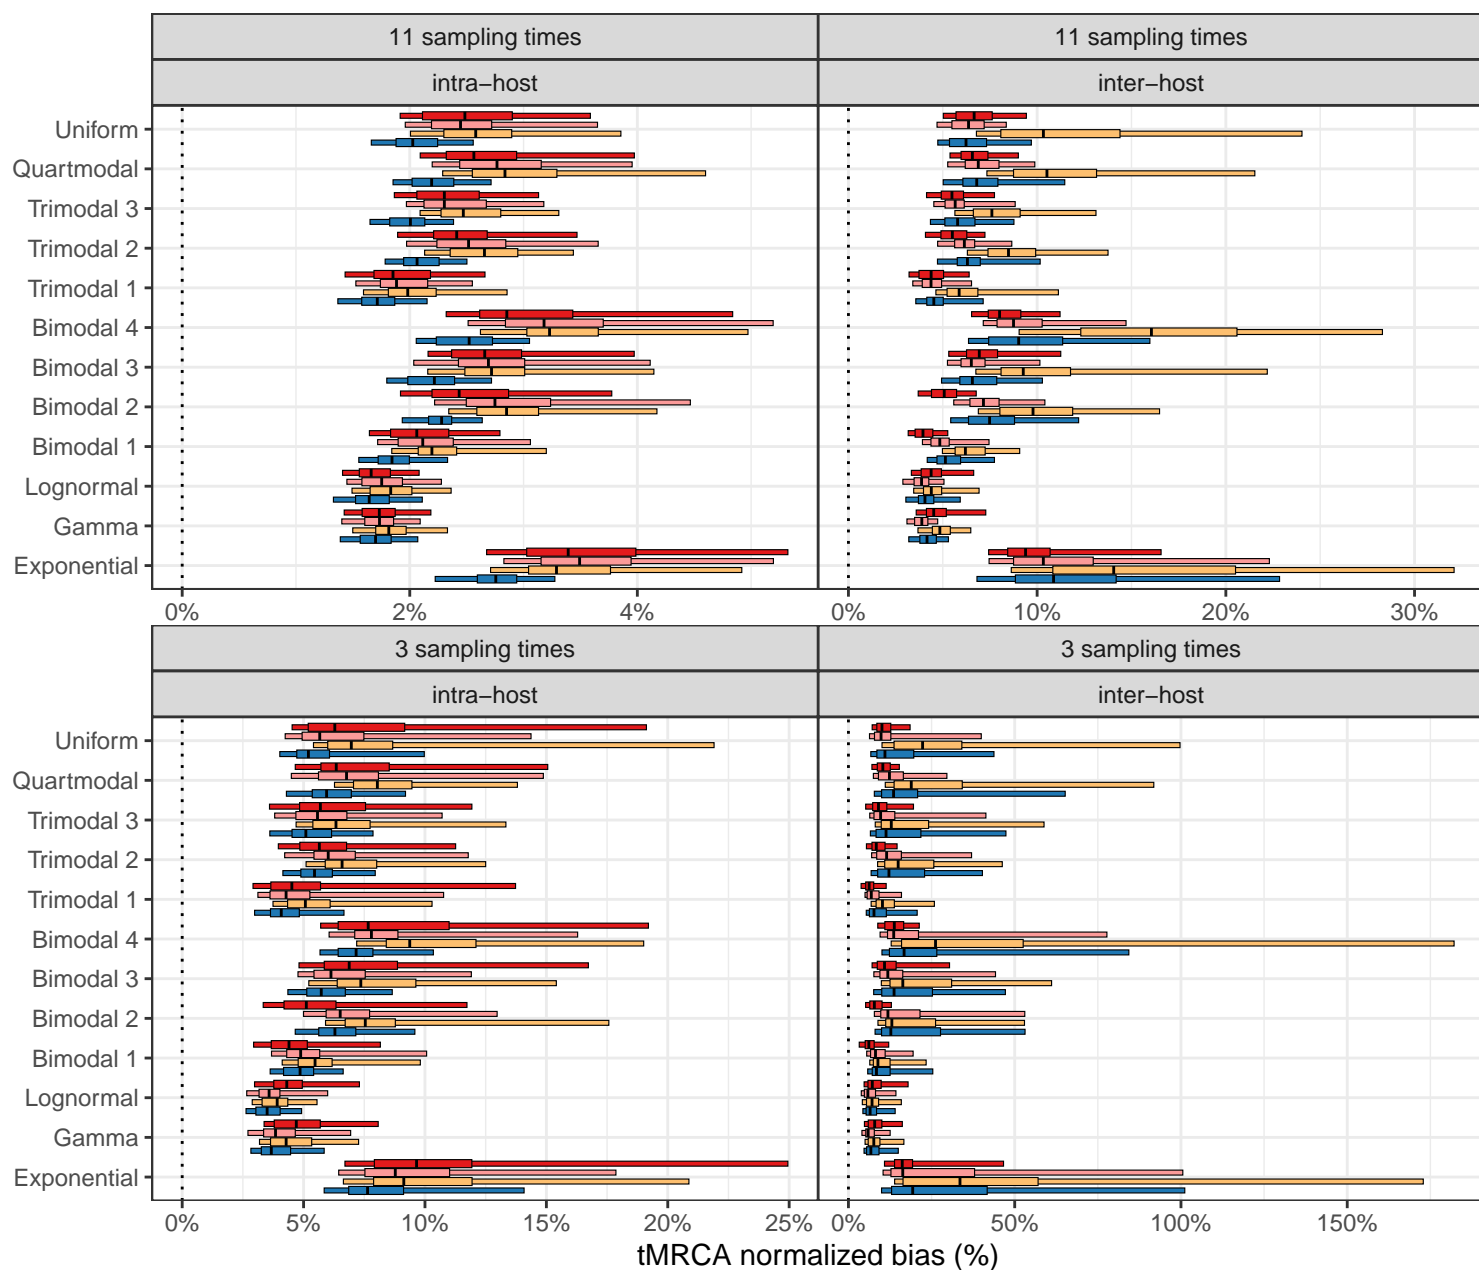 11 sampling times 11 sampling times
intra−host inter−host
Uniform
Quartmodal
Trimodal 3
Trimodal 2
Trimodal 1
Bimodal 4
Bimodal 3
Bimodal 2
Bimodal 1
Lognormal
Gamma
Exponential
0% 2% 4% 0% 10% 20% 30%
3 sampling times 3 sampling times
intra−host inter−host
Uniform
Quartmodal
Trimodal 3
Trimodal 2
Trimodal 1
Bimodal 4
Bimodal 3
Bimodal 2
Bimodal 1
Lognormal
Gamma
Exponential
0% 5% 10% 15% 20% 25% 0% 50% 100% 150%
tMRCA normalized bias (%)